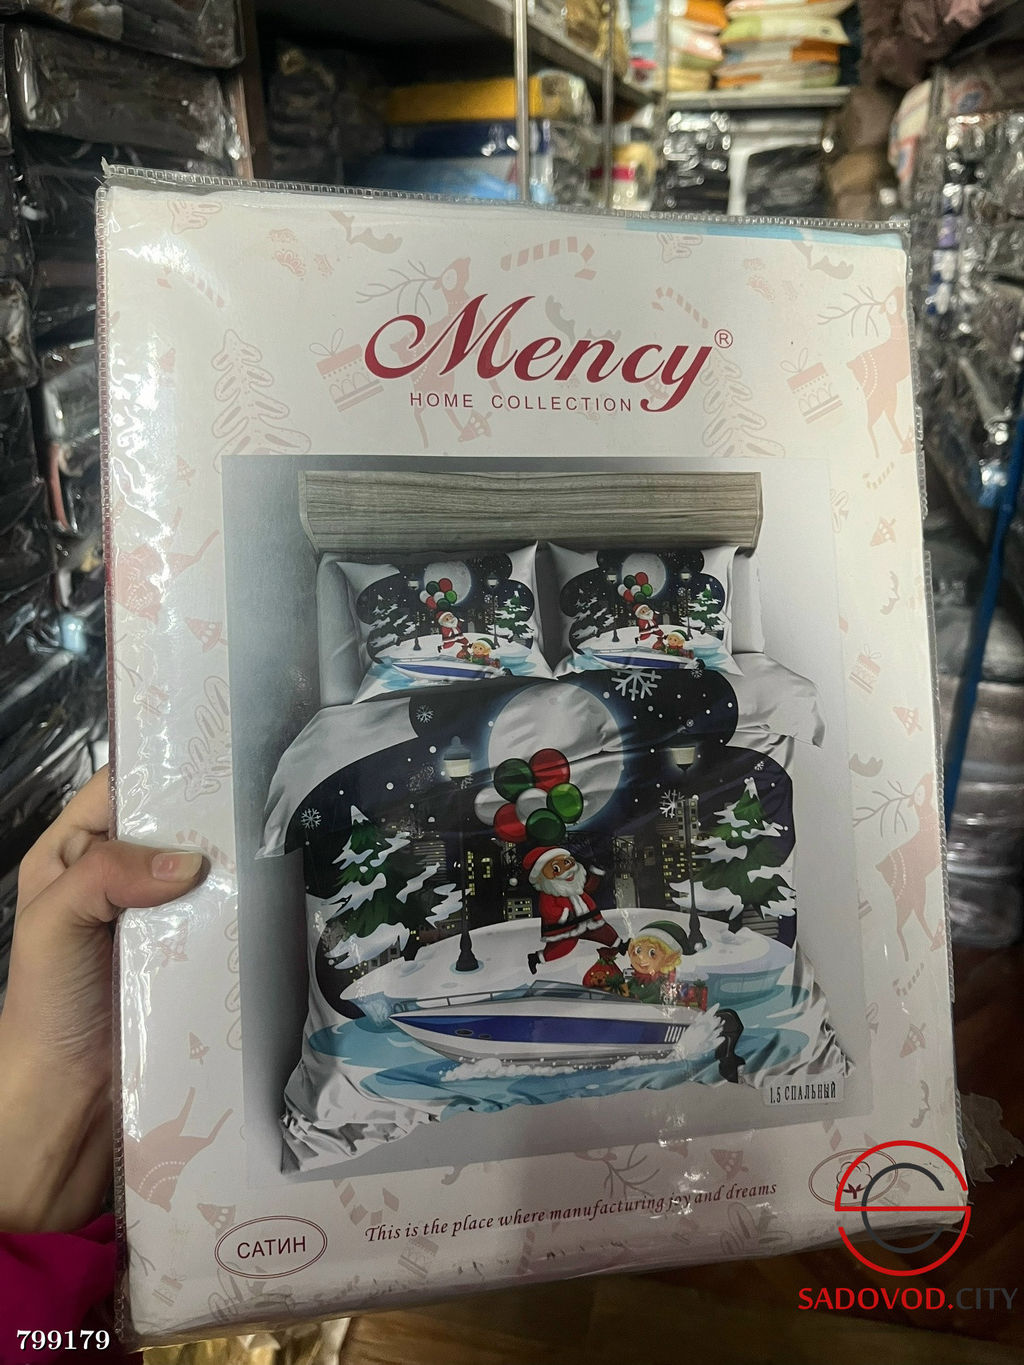 Mency®
HOME COLLECTION
1.5 СПАЛЬНЫЙ
This is the place where manufacturing joy and dreams
САТИН
SADOVOD.CITY
799179